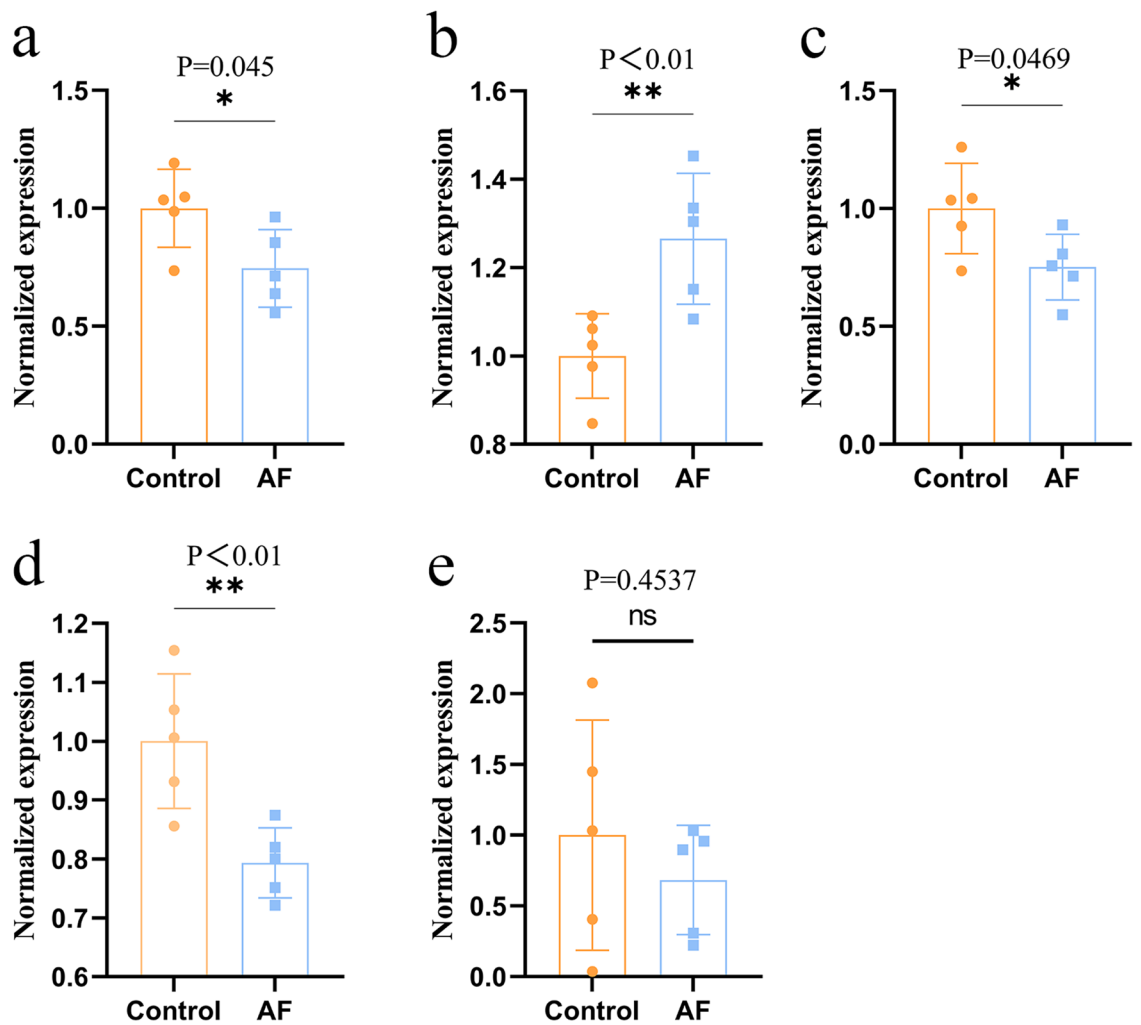 a
P=0.045
*
Normalized expression
1.5
1.0
0.5
0.0
Control AF
b
P<0.01
**
Normalized expression
1.6
1.4
1.2
1.0
0.8
Control AF
c
P=0.0469
*
Normalized expression
1.5
1.0
0.5
0.0
Control AF
d
P<0.01
**
Normalized expression
1.2
1.1
1.0
0.9
0.8
0.7
0.6
Control AF
e
P=0.4537
ns
Normalized expression
2.5
2.0
1.5
1.0
0.5
0.0
Control AF